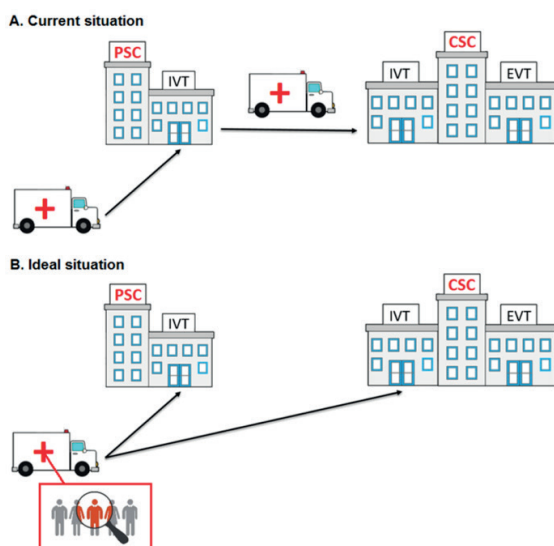 A. Current situation
PSC
IVT
CSC
IVT
EVT
B. Ideal situation
PSC
IVT
CSC
IVT
EVT